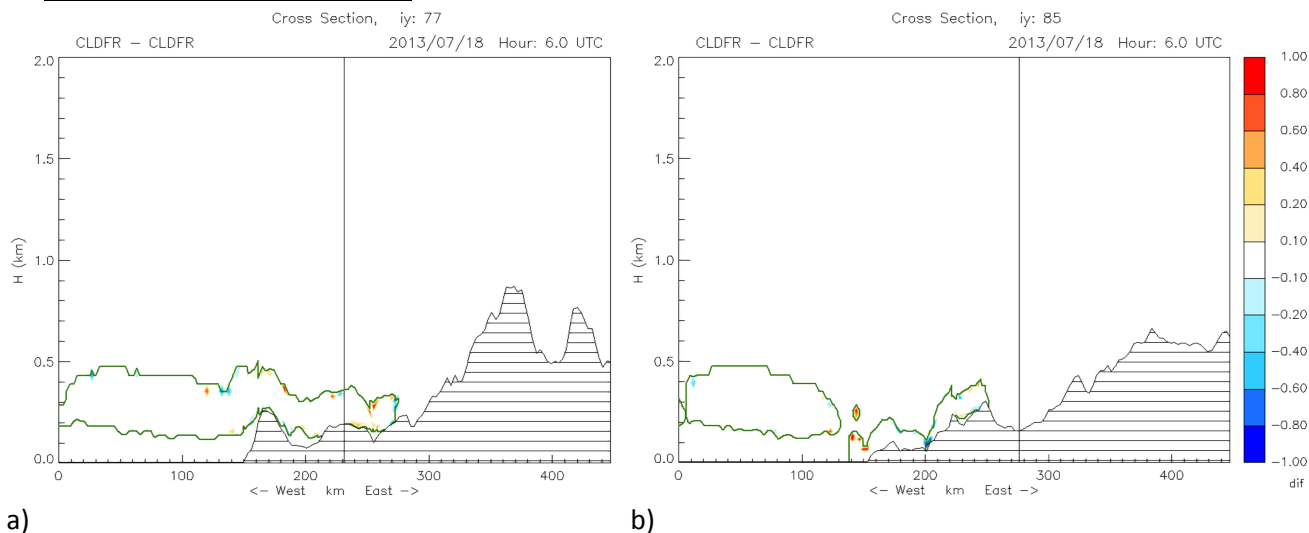 Cross Section, iy: 77
CLDFR – CLDFR 2013/07/18 Hour: 6.0 UTC
2.0
1.5
H (km)
1.0
0.5
0.0
0 100 200 300 400
<– West km East –>
a)
Cross Section, iy: 85
CLDFR – CLDFR 2013/07/18 Hour: 6.0 UTC
2.0
1.5
H (km)
1.0
0.5
0.0
0 100 200 300 400
<– West km East –>
b)
1.00
0.80
0.60
0.40
0.20
0.10
–0.10
–0.20
–0.40
–0.60
–0.80
–1.00
dif